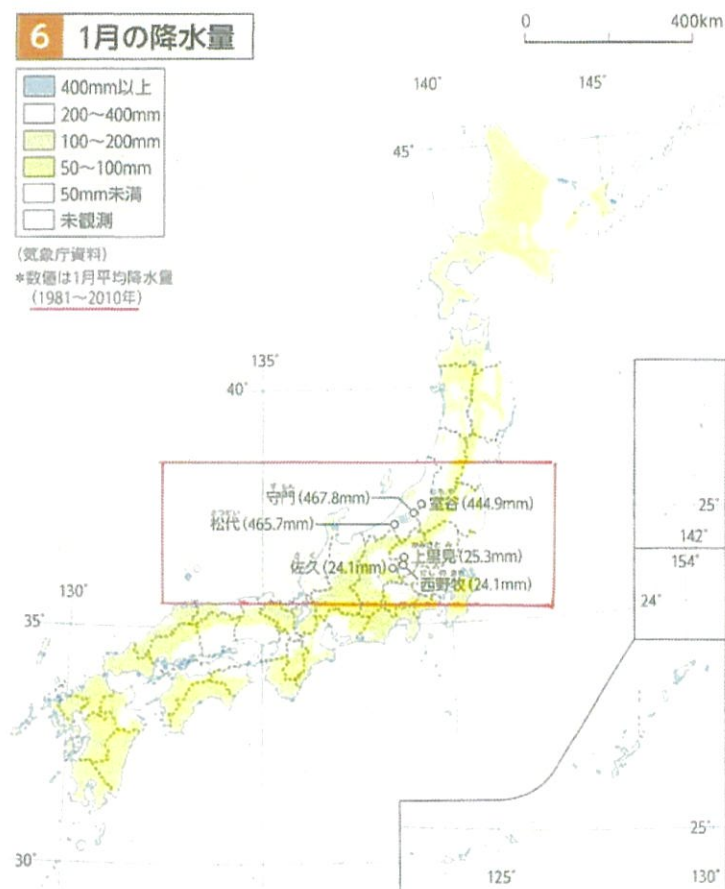 6 1月の降水量
0 400km
400mm以上
200～400mm
100～200mm
50～100mm
50mm未満
未観測
(気象庁資料)
*数値は1月平均降水量
(1981～2010年)
140° 145°
45°
135°
40°
守門(467.8mm)
室谷(444.9mm)
松代(465.7mm)
上里見(25.3mm)
佐久(24.1mm)
西野牧(24.1mm)
25°
142°
154°
24°
130°
35°
30°
25°
125° 130°